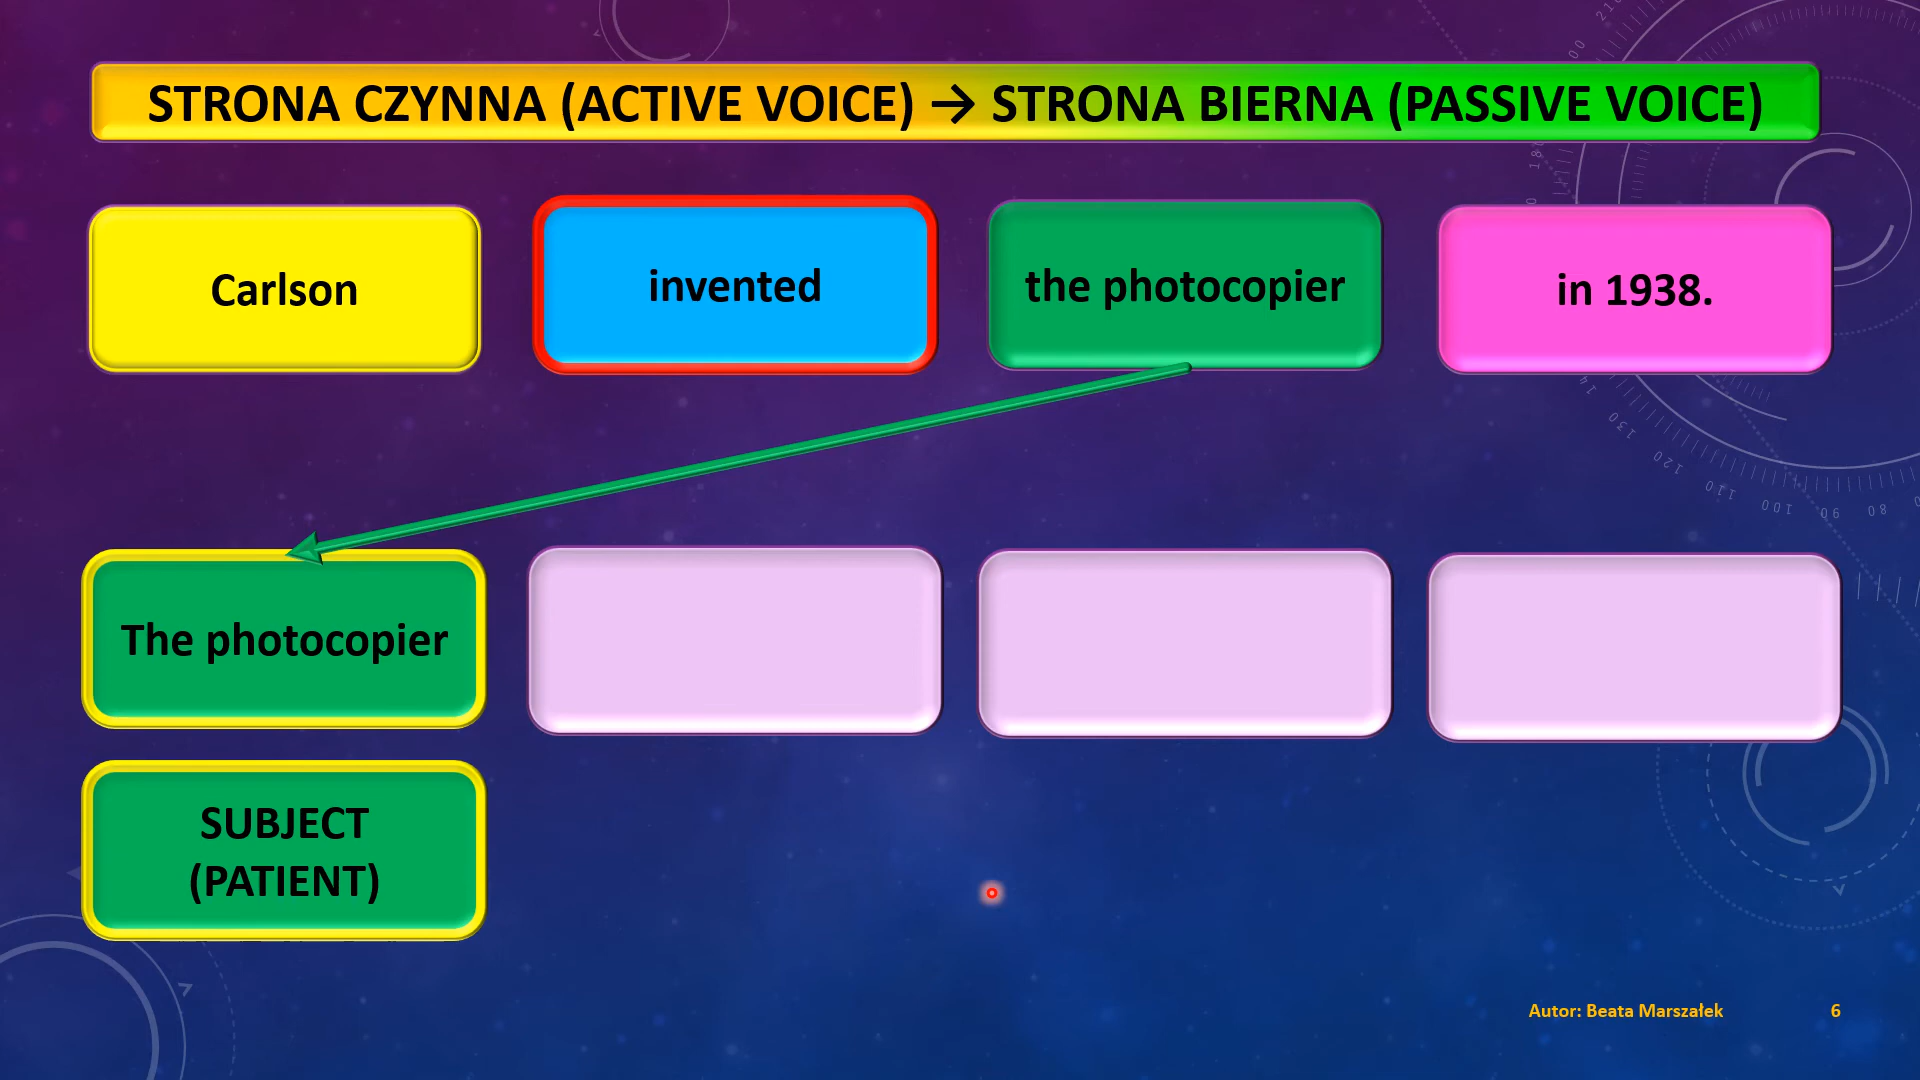 STRONA CZYNNA (ACTIVE VOICE) → STRONA BIERNA (PASSIVE VOICE)
Carlson
invented
the photocopier
in 1938.
The photocopier
SUBJECT
(PATIENT)
Autor: Beata Marszałek
6